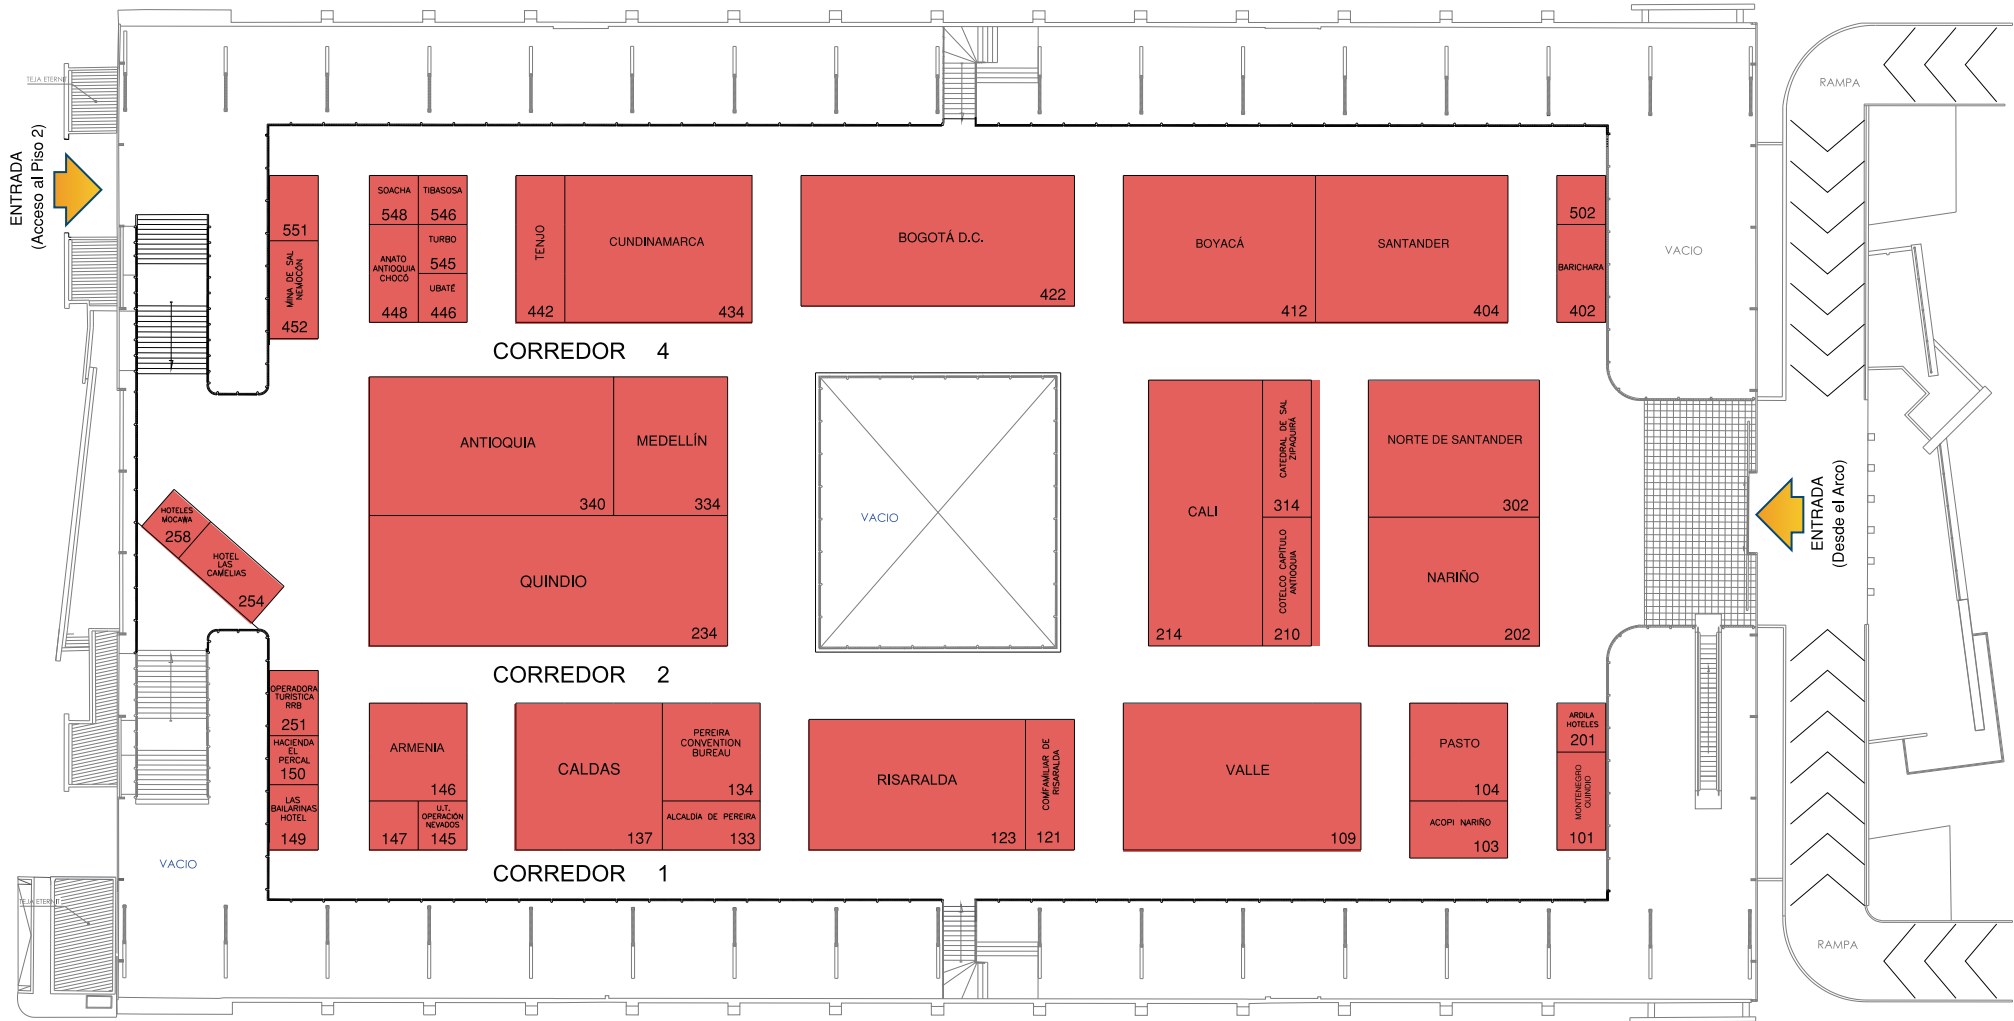 TEJA ETERNIT
ENTRADA
(Acceso al Piso 2)
RAMPA
551
MINA DE SAL
NEMOCÓN
452
SOACHA
548
TIBASOSA
546
ANATO
ANTIOQUIA
CHOCÓ
448
TURBO
545
UBATÉ
446
TENJO
442
CUNDINAMARCA
434
BOGOTÁ D.C.
422
BOYACÁ
412
SANTANDER
404
502
BARICHARA
402
VACIO
CORREDOR 4
ANTIOQUIA
340
MEDELLÍN
334
QUINDIO
234
VACIO
CALI
214
CATEDRAL DE SAL
ZIPAQUIRÁ
314
COTELCO CAPITULO
ANTIOQUIA
210
NORTE DE SANTANDER
302
NARIÑO
202
ENTRADA
(Desde el Arco)
HOTELES
MOCAWA
258
HOTEL
LAS
CAMELIAS
254
CORREDOR 2
OPERADORA
TURÍSTICA
RRB
251
HACIENDA
EL
PERCAL
150
LAS
BAILARINAS
HOTEL
149
ARMENIA
146
147
U.T.
OPERACIÓN
NEVADOS
145
CALDAS
137
PEREIRA
CONVENTION
BUREAU
134
ALCALDIA DE PEREIRA
133
RISARALDA
123
COMFAMILIAR DE
RISARALDA
121
VALLE
109
PASTO
104
ACOPI NARIÑO
103
ARDILA
HOTELES
201
MONTENEGRO
QUINDIO
101
VACIO
CORREDOR 1
TEJA ETERNIT
RAMPA